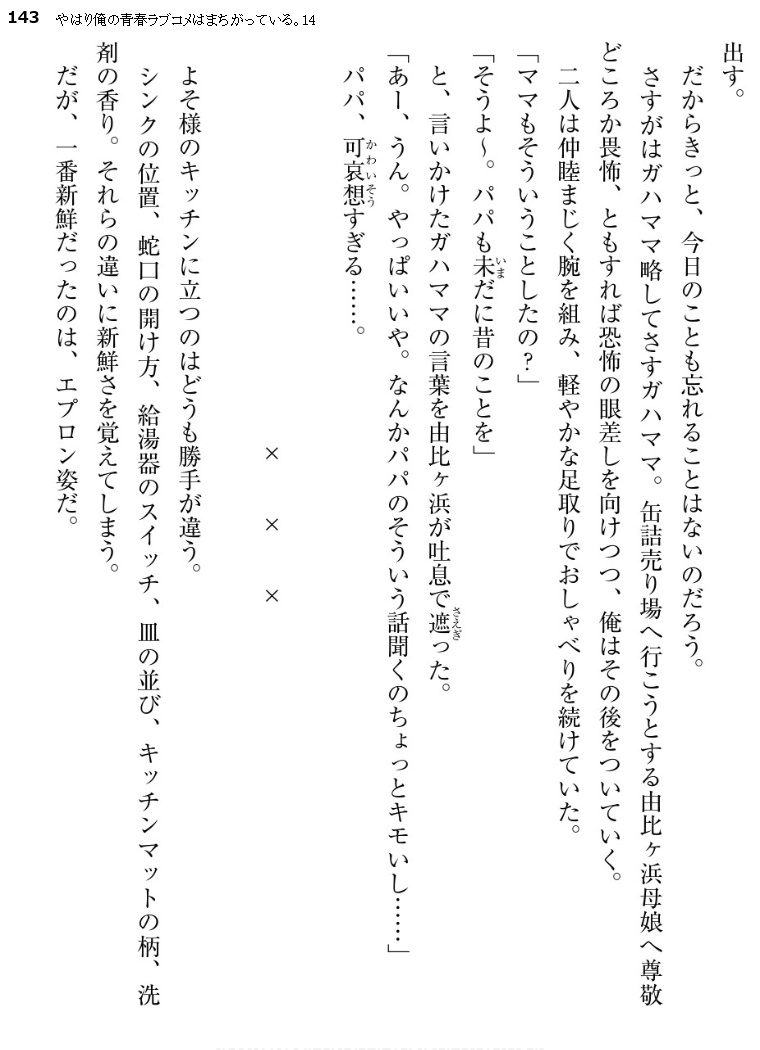 143 やはり俺の青春ラブコメはまちがっている。14
出す。
だからきっと、今日のことも忘れることはないのだろう。
さすがはガハママ略してさすガハママ。缶詰売り場へ行こうとする由比ヶ浜母娘へ尊敬
どころか畏怖、ともすれば恐怖の眼差しを向けつつ、俺はその後をついていく。
二人は仲睦まじく腕を組み、軽やかな足取りでおしゃべりを続けていた。
「ママもそういうことしたの?」
「そうよ〜。パパも未だに昔のことを」
と、言いかけたガハママの言葉を由比ヶ浜が吐息で遮った。
「あー、うん。やっぱいいや。なんかパパのそういう話聞くのちょっとキモいし……」
パパ、可哀想すぎる……。
× × ×
よそ様のキッチンに立つのはどうも勝手が違う。
シンクの位置、蛇口の開け方、給湯器のスイッチ、皿の並び、キッチンマットの柄、洗
剤の香り。それらの違いに新鮮さを覚えてしまう。
だが、一番新鮮だったのは、エプロン姿だ。